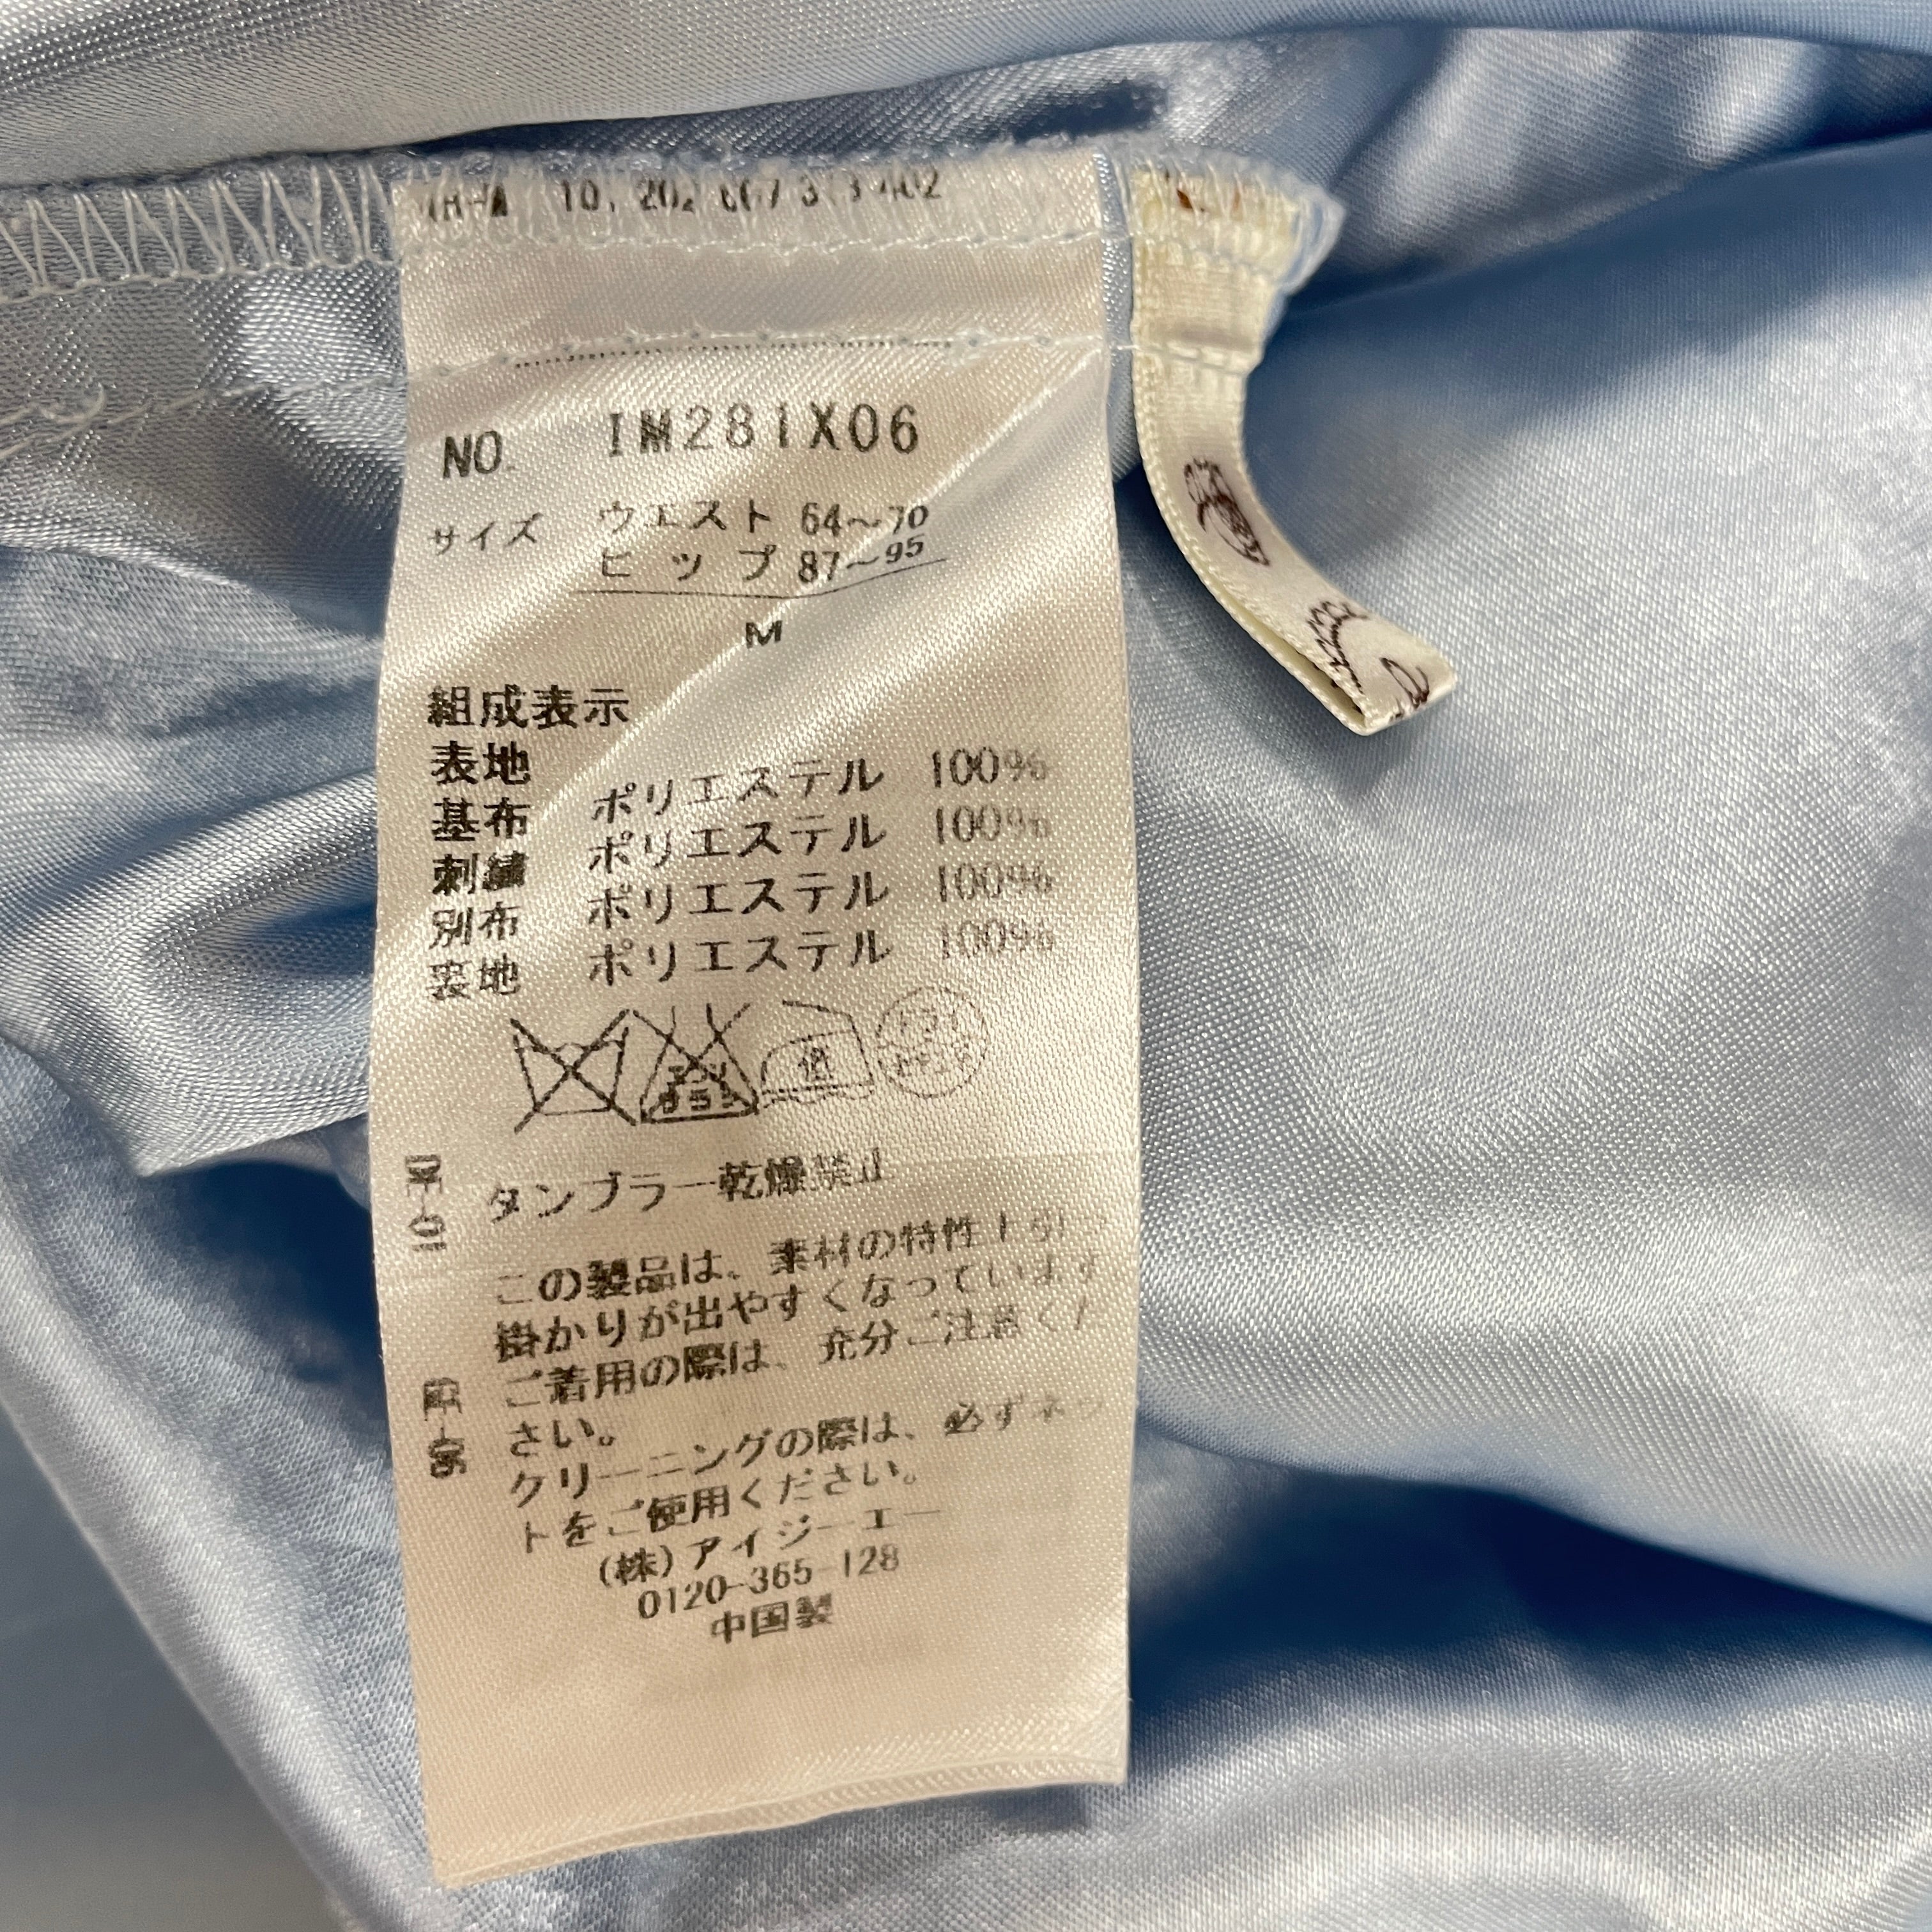 NO. IM281X06
サイズ ウエスト 64～70
ヒップ 87～95
M
組成表示
表地
ポリエステル 100%
基布
ポリエステル 100%
刺繍
ポリエステル 100%
別布
ポリエステル 100%
裏地
低
タンブラー乾燥禁止
この製品は、素材の特性上引っ
掛かりが出やすくなっています
ご着用の際は、充分ご注意くだ
さい。
クリーニングの際は、必ずネッ
トをご使用ください。
(株)アイジーエー
0120-365-128
中国製